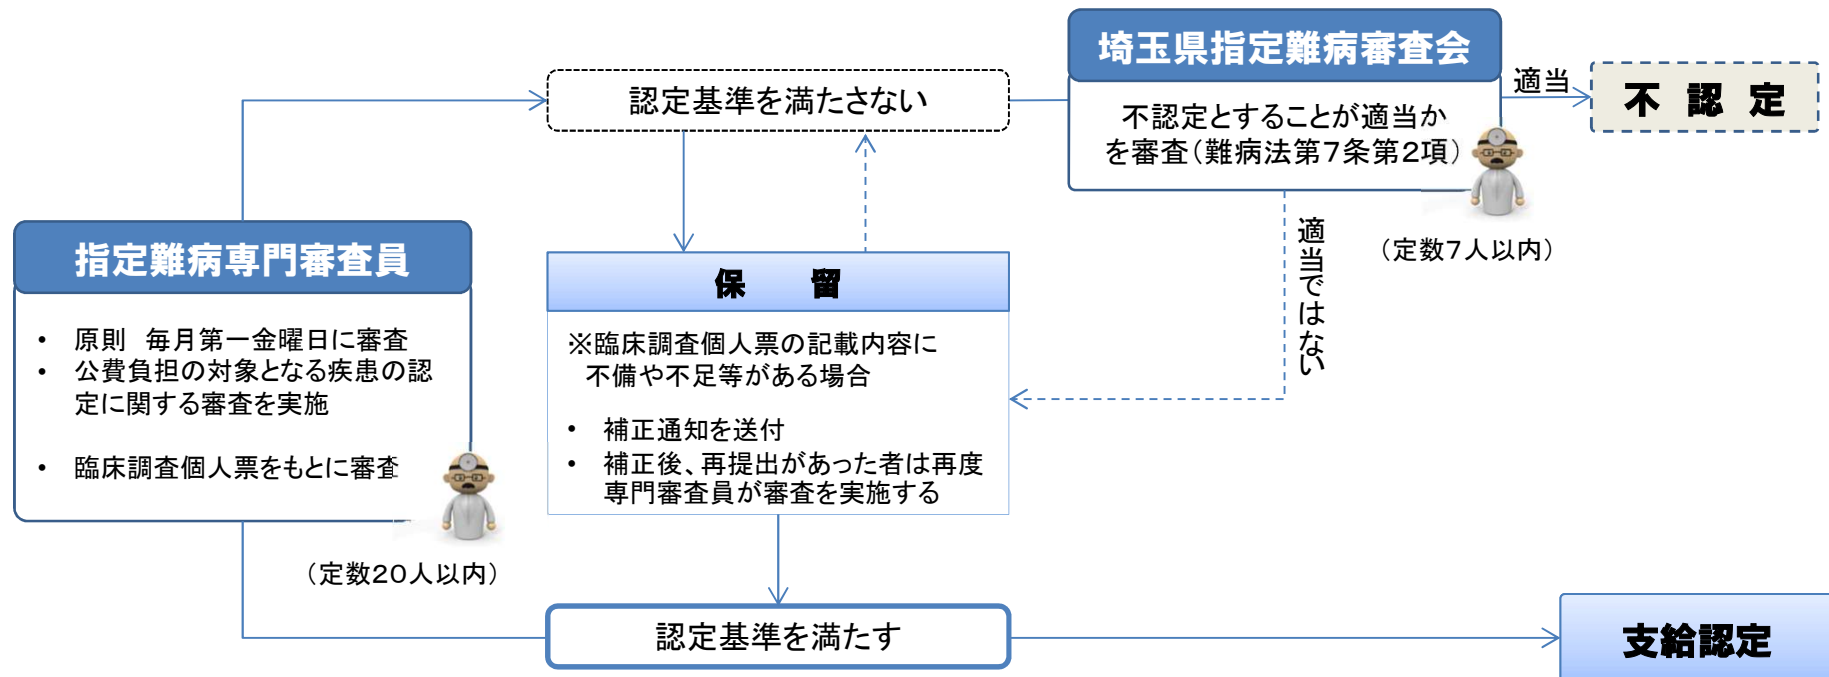 埼玉県指定難病審査会
不認定とすることが適当か
を審査(難病法第7条第2項)
(定数7人以内)
適当
不 認 定
適当ではない
認定基準を満たさない
指定難病専門審査員
• 原則 毎月第一金曜日に審査
• 公費負担の対象となる疾患の認
定に関する審査を実施
• 臨床調査個人票をもとに審査
(定数20人以内)
保 留
※臨床調査個人票の記載内容に
不備や不足等がある場合
• 補正通知を送付
• 補正後、再提出があった者は再度
専門審査員が審査を実施する
認定基準を満たす
支給認定